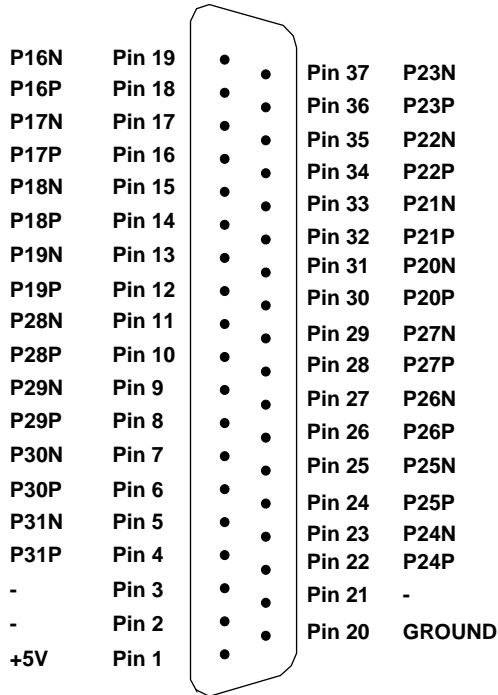 P16N Pin 19
P16P Pin 18
P17N Pin 17
P17P Pin 16
P18N Pin 15
P18P Pin 14
P19N Pin 13
P19P Pin 12
P28N Pin 11
P28P Pin 10
P29N Pin 9
P29P Pin 8
P30N Pin 7
P30P Pin 6
P31N Pin 5
P31P Pin 4
- Pin 3
- Pin 2
+5V Pin 1
Pin 37 P23N
Pin 36 P23P
Pin 35 P22N
Pin 34 P22P
Pin 33 P21N
Pin 32 P21P
Pin 31 P20N
Pin 30 P20P
Pin 29 P27N
Pin 28 P27P
Pin 27 P26N
Pin 26 P26P
Pin 25 P25N
Pin 24 P25P
Pin 23 P24N
Pin 22 P24P
Pin 21 -
Pin 20 GROUND